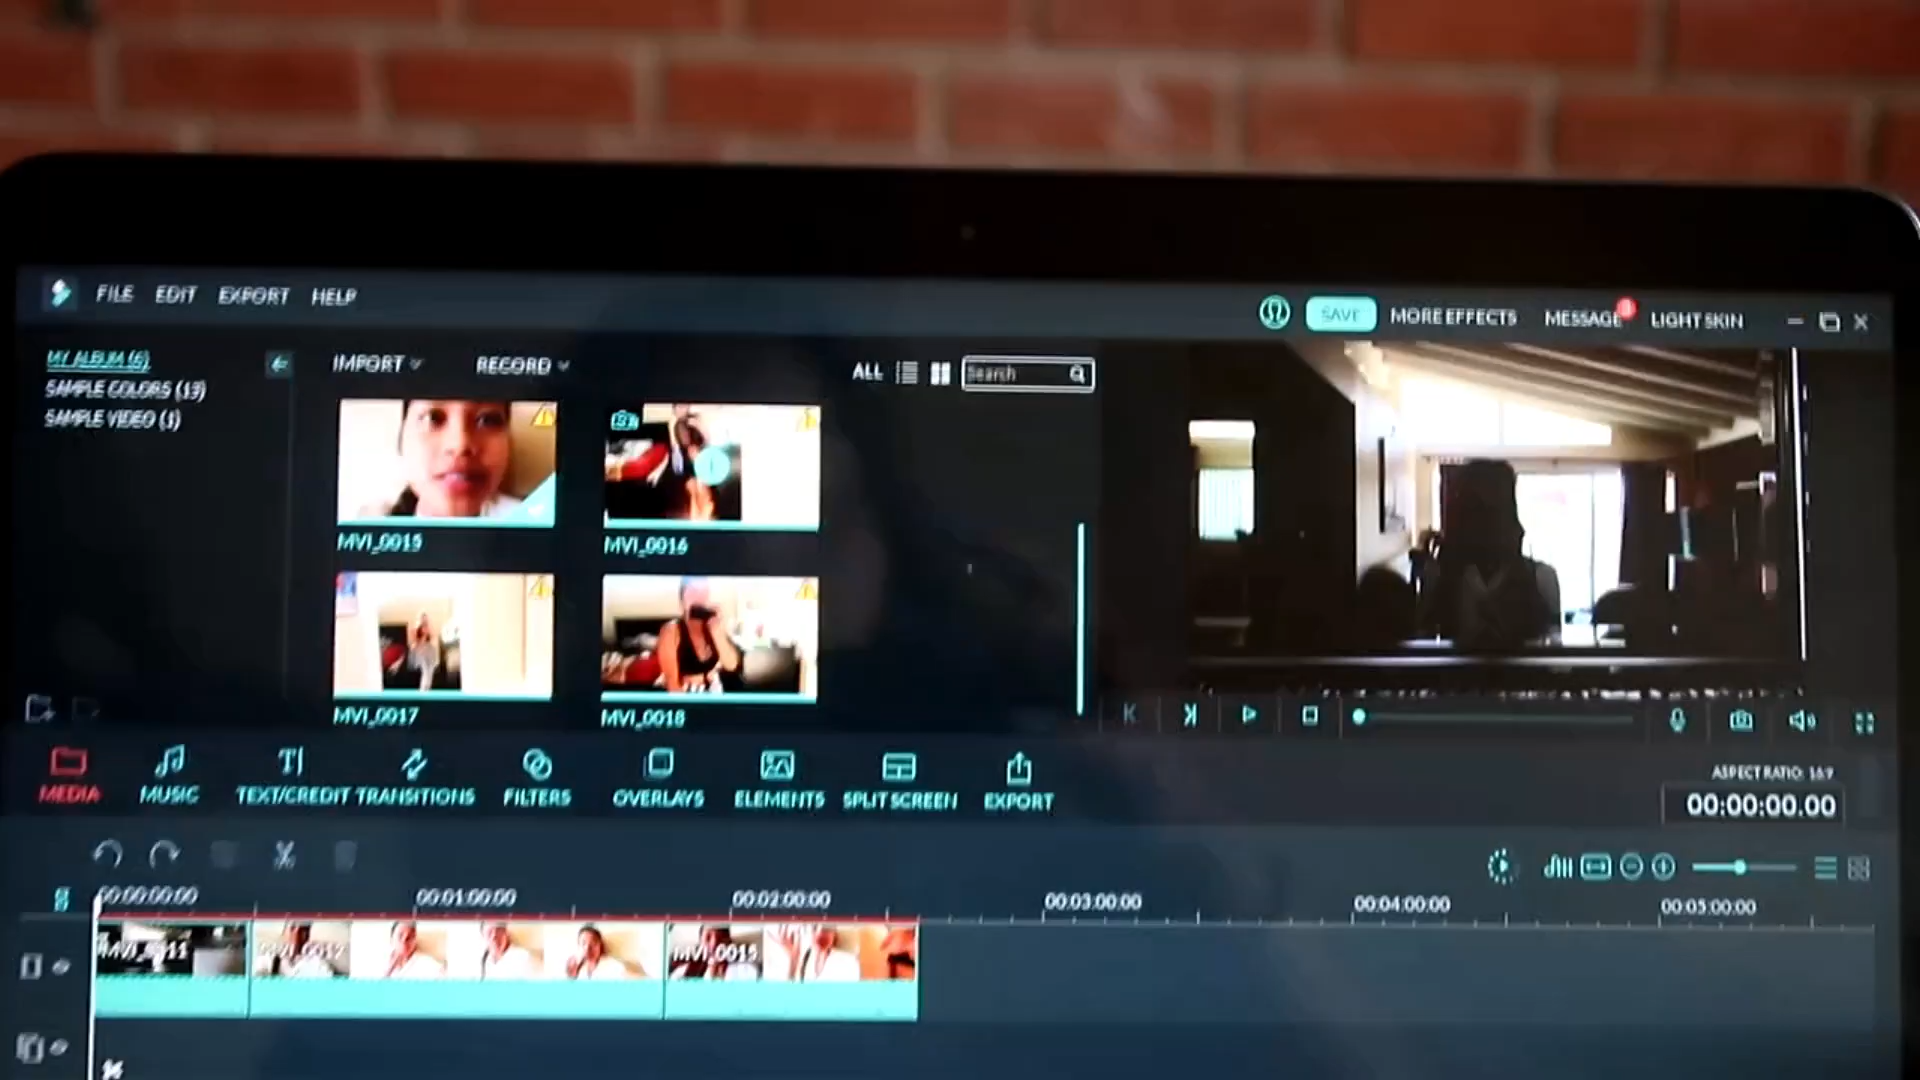 FILE EDIT EXPORT HELP
SAVE MORE EFFECTS MESSAGE LIGHT SKIN
MY ALBUM (6)
SAMPLE COLORS (13)
SAMPLE VIDEO (1)
IMPORT RECORD ALL Search
MVI_0015 MVI_0016
MVI_0017 MVI_0018
MEDIA MUSIC TEXT/CREDIT TRANSITIONS FILTERS OVERLAYS ELEMENTS SPLIT SCREEN EXPORT
ASPECT RATIO: 16:9
00:00:00.00
00:00:00:00 00:01:00:00 00:02:00:00 00:03:00:00 00:04:00:00 00:05:00:00
MVI_0011 MVI_0012 MVI_0015